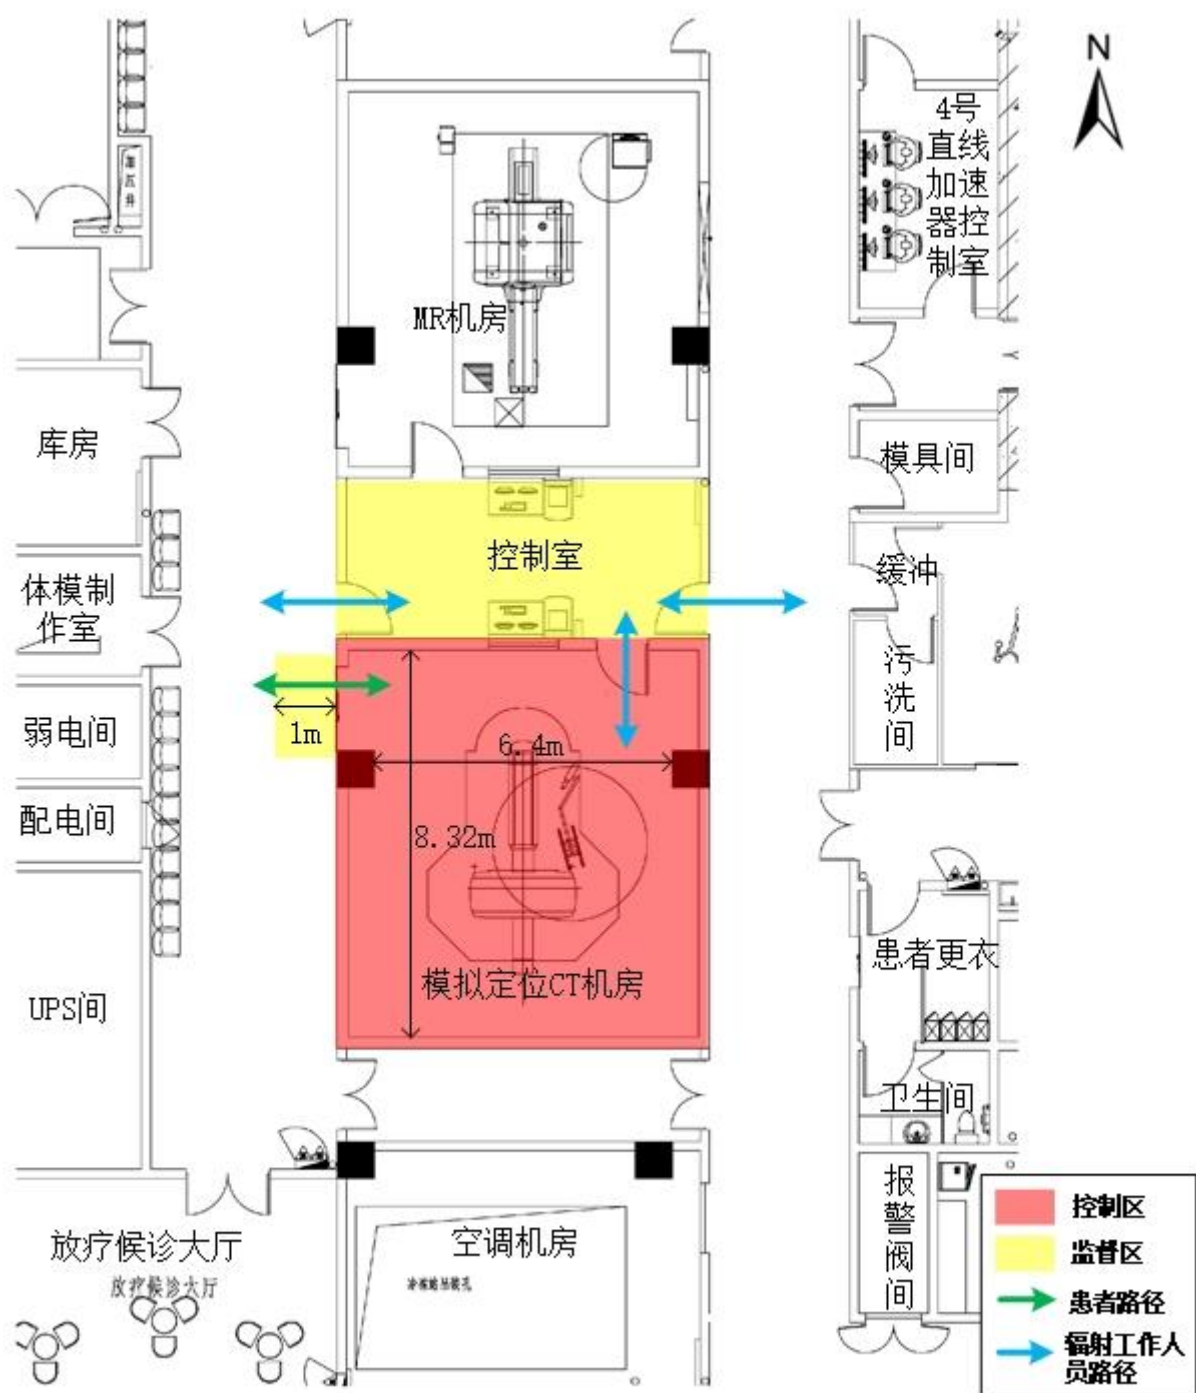 N
4号
直线
加速
器控
制室
MR机房
库房
模具间
控制室
缓冲
体模制
作室
污
洗
间
弱电间
1m
6.4m
配电间
8.32m
患者更衣
模拟定位CT机房
UPS间
卫生间
报
警
阀
间
放疗候诊大厅
放疗候诊大厅
空调机房
控制区
监督区
患者路径
辐射工作人
员路径